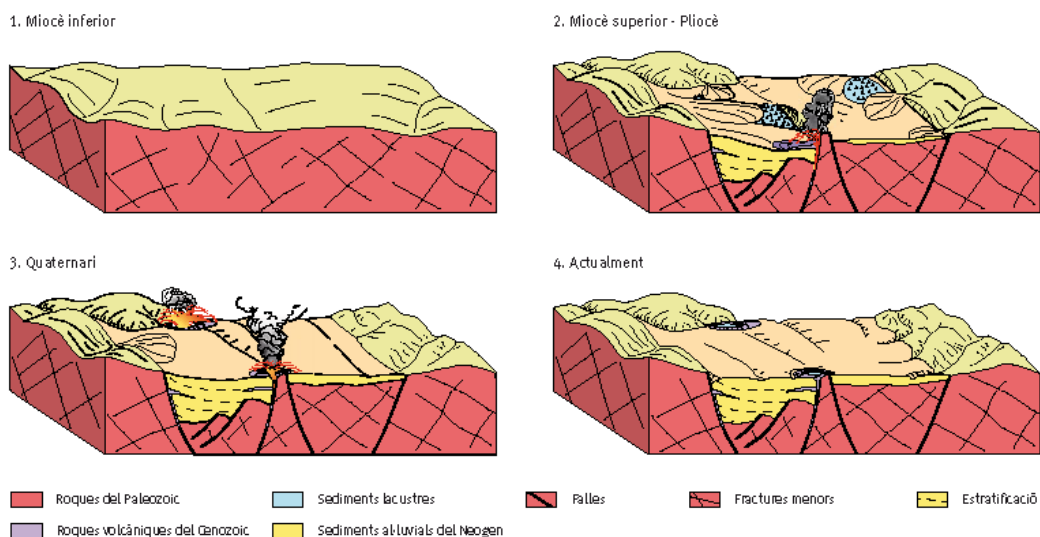 1. Miocè inferior
2. Miocè superior - Pliocè
3. Quaternari
4. Actualment
Roques del Paleozoic
Sediments lacustres
Falles
Fractures menors
Estratificació
Roques volcàniques del Cenozoic
Sediments al·luvials del Neogen